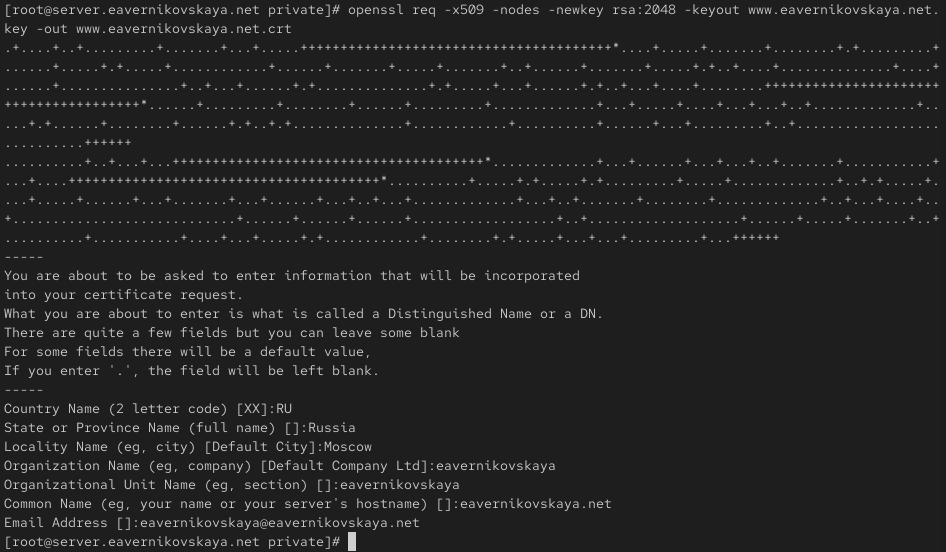 [root@server.eavernikovskaya.net private]# openssl req -x509 -nodes -newkey rsa:2048 -keyout www.eavernikovskaya.net.
key -out www.eavernikovskaya.net.crt
-----
You are about to be asked to enter information that will be incorporated
into your certificate request.
What you are about to enter is what is called a Distinguished Name or a DN.
There are quite a few fields but you can leave some blank
For some fields there will be a default value,
If you enter '.', the field will be left blank.
-----
Country Name (2 letter code) [XX]:RU
State or Province Name (full name) []:Russia
Locality Name (eg, city) [Default City]:Moscow
Organization Name (eg, company) [Default Company Ltd]:eavernikovskaya
Organizational Unit Name (eg, section) []:eavernikovskaya
Common Name (eg, your name or your server's hostname) []:eavernikovskaya.net
Email Address []:eavernikovskaya@eavernikovskaya.net
[root@server.eavernikovskaya.net private]#